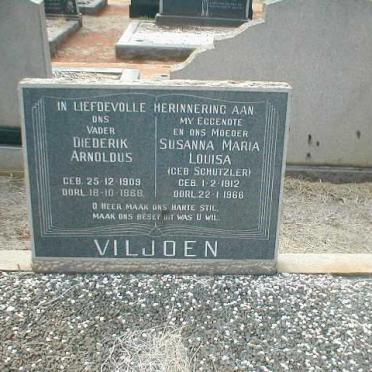 IN LIEFDEVOLLE HERINNERING AAN
ONS
VADER
DIEDERIK
ARNOLDUS
GEB. 25-12-1909
OORL. 18-10-1968
MY EGGENOTE
EN ONS MOEDER
SUSANNA MARIA
LOUISA
(GEB SCHUTZLER)
GEB. 1-2-1912
OORL. 22-1-1966
O HEER MAAK ONS HARTE STIL,
MAAK ONS BESEF DIT WAS U WIL.
VILJOEN